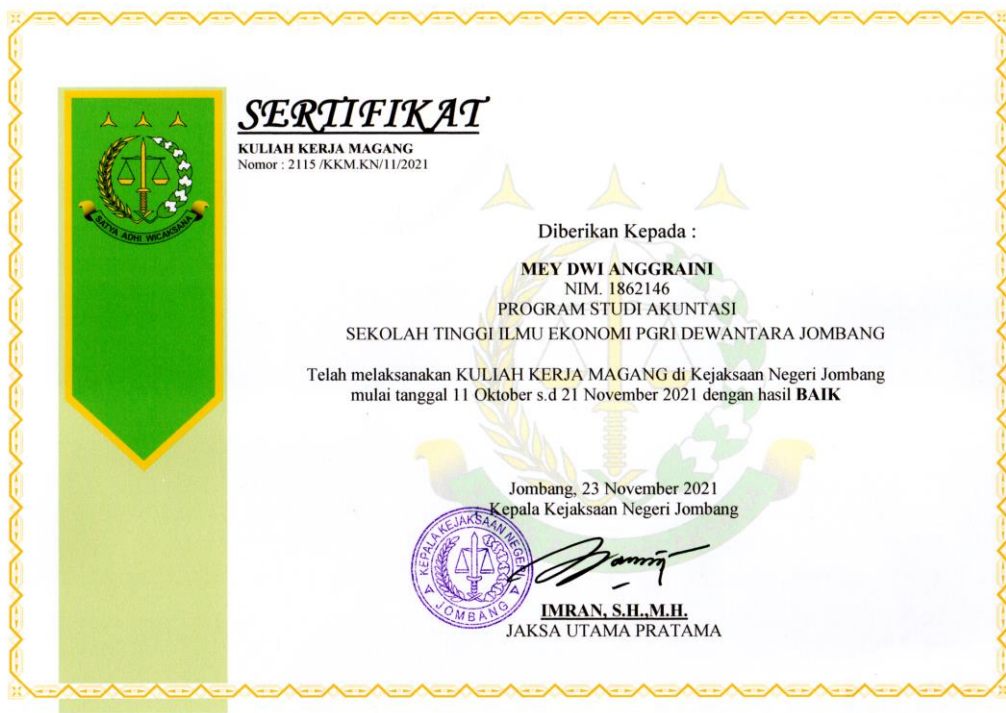 SERTIFIKAT
KULIAH KERJA MAGANG
Nomor : 2115 /KKM.KN/11/2021
SATYA ADHI WICAKSANA
Diberikan Kepada :
MEY DWI ANGGRAINI
NIM. 1862146
PROGRAM STUDI AKUNTASI
SEKOLAH TINGGI ILMU EKONOMI PGRI DEWANTARA JOMBANG
Telah melaksanakan KULIAH KERJA MAGANG di Kejaksaan Negeri Jombang
mulai tanggal 11 Oktober s.d 21 November 2021 dengan hasil BAIK
Jombang, 23 November 2021
Kepala Kejaksaan Negeri Jombang
KEPALA KEJAKSAAN NEGERI
JOMBANG
IMRAN, S.H.,M.H.
JAKSA UTAMA PRATAMA